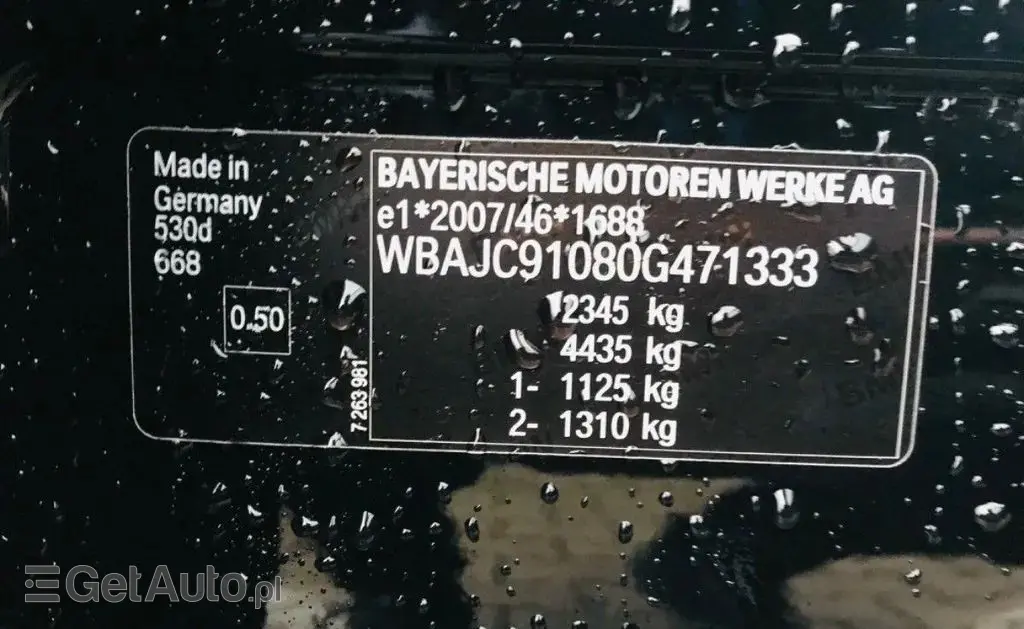 Made in
Germany
530d
668
0.50
7 263 981
BAYERISCHE MOTOREN WERKE AG
e1*2007/46*1688
WBAJC91080G471333
2345 kg
4435 kg
1- 1125 kg
2- 1310 kg
GetAuto.pl